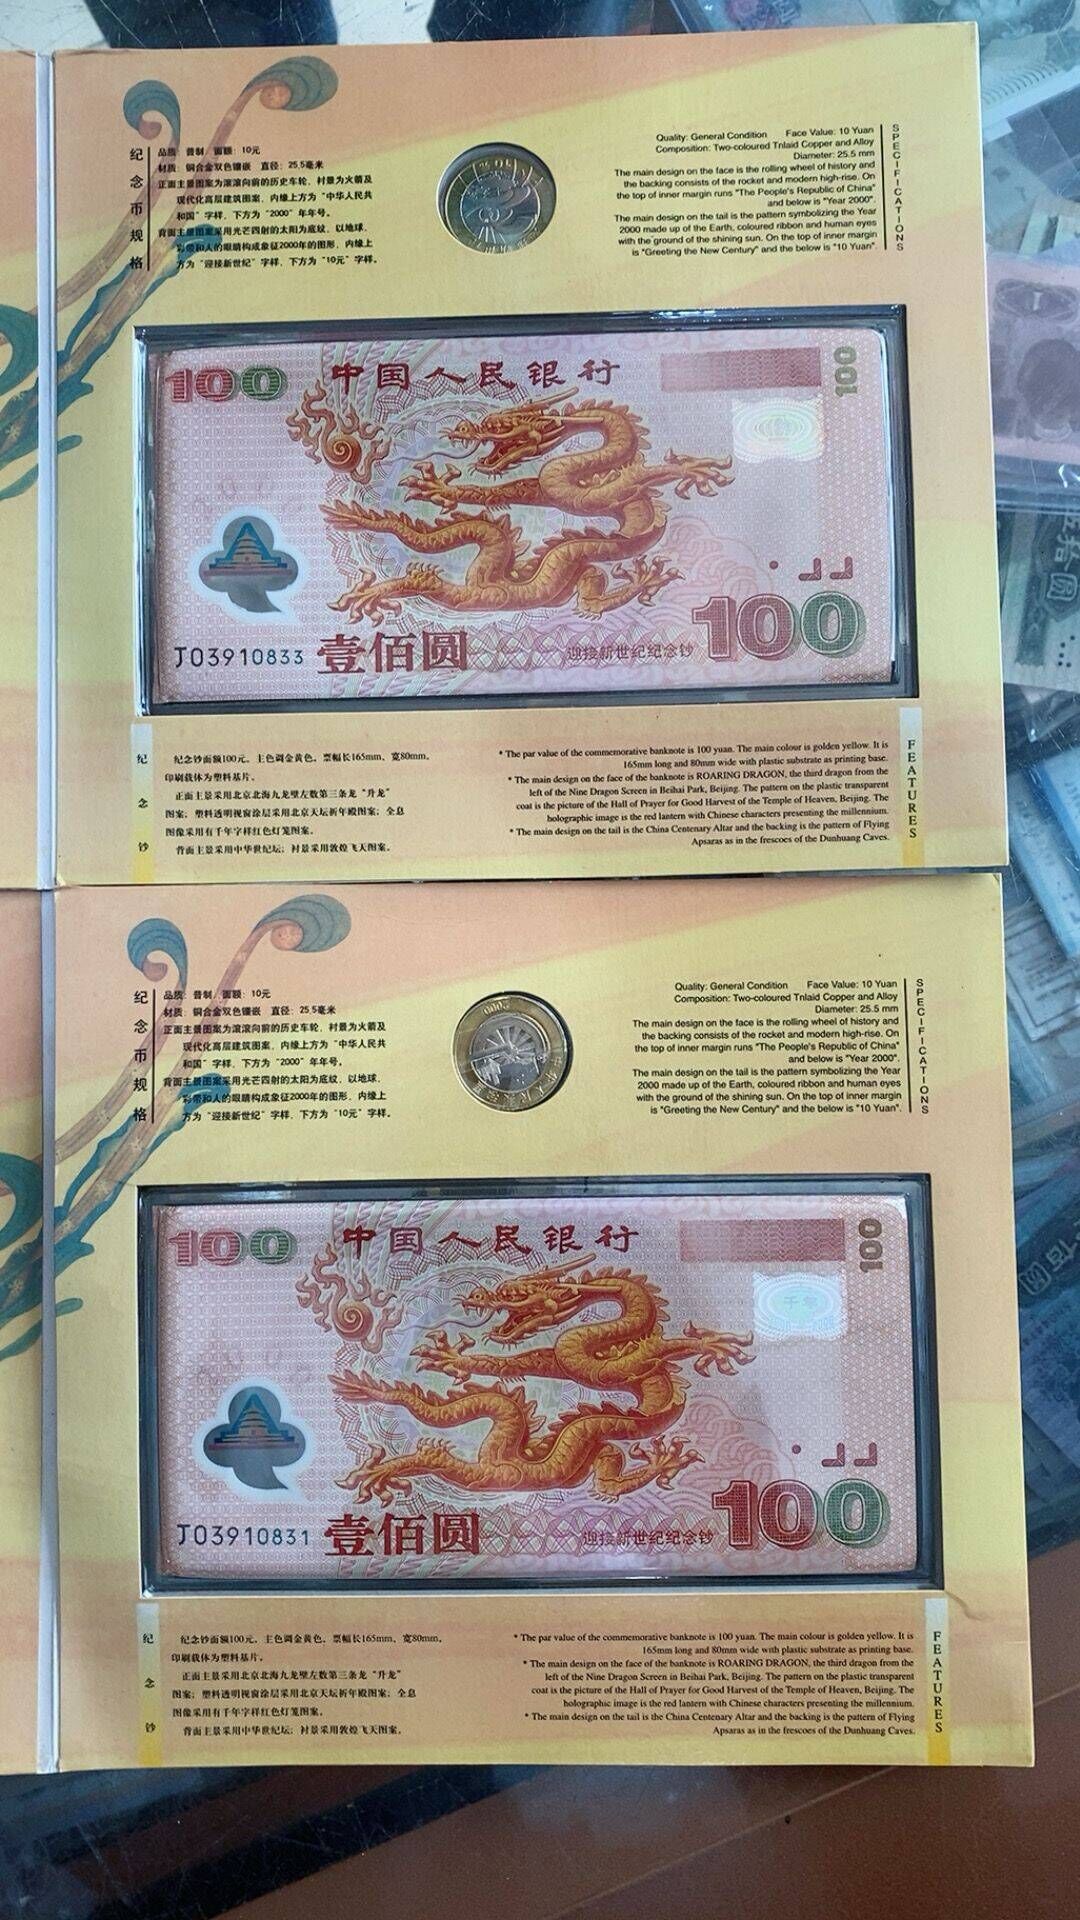 纪念币规格
品质：普制 面额：10元
材质：铜合金双色镶嵌 直径：25.5毫米
正面主景图案为滚滚向前的历史车轮，衬景为火箭及
现代化高层建筑图案，内缘上方为“中华人民共
和国”字样，下方为“2000”年年号。
背面主景图案采用光芒四射的太阳为底纹，以地球、
彩带和人的眼睛构成象征2000年的图形，内缘上
方为“迎接新世纪”字样，下方为“10元”字样。
Quality: General Condition Face Value: 10 Yuan
Composition: Two-coloured Tnlaid Copper and Alloy
Diameter: 25.5 mm
The main design on the face is the rolling wheel of history and
the backing consists of the rocket and modern high-rise. On
the top of inner margin runs "The People's Republic of China"
and below is "Year 2000".
The main design on the tail is the pattern symbolizing the Year
2000 made up of the Earth, coloured ribbon and human eyes
with the ground of the shining sun. On the top of inner margin
is "Greeting the New Century" and the below is "10 Yuan".
SPECIFICATIONS
100
中国人民银行
100
J03910833
壹佰圆
迎接新世纪纪念钞
100
纪念钞
纪念钞面额100元，主色调金黄色，票幅长165mm，宽80mm，
印刷载体为塑料基片。
正面主景采用北京北海九龙壁左数第三条龙“升龙”
图案；塑料透明视窗涂层采用北京天坛祈年殿图案；全息
图像采用有千年字样红色灯笼图案。
背面主景采用中华世纪坛；衬景采用敦煌飞天图案。
* The par value of the commemorative banknote is 100 yuan. The main colour is golden yellow. It is
165mm long and 80mm wide with plastic substrate as printing base.
* The main design on the face of the banknote is ROARING DRAGON, the third dragon from the
left of the Nine Dragon Screen in Beihai Park, Beijing. The pattern on the plastic transparent
coat is the picture of the Hall of Prayer for Good Harvest of the Temple of Heaven, Beijing. The
holographic image is the red lantern with Chinese characters presenting the millennium.
* The main design on the tail is the China Centenary Altar and the backing is the pattern of Flying
Apsaras as in the frescoes of the Dunhuang Caves.
FEATURES
纪念币规格
品质：普制 面额：10元
材质：铜合金双色镶嵌 直径：25.5毫米
正面主景图案为滚滚向前的历史车轮，衬景为火箭及
现代化高层建筑图案，内缘上方为“中华人民共
和国”字样，下方为“2000”年年号。
背面主景图案采用光芒四射的太阳为底纹，以地球、
彩带和人的眼睛构成象征2000年的图形，内缘上
方为“迎接新世纪”字样，下方为“10元”字样。
2000
Quality: General Condition Face Value: 10 Yuan
Composition: Two-coloured Tnlaid Copper and Alloy
Diameter: 25.5 mm
The main design on the face is the rolling wheel of history and
the backing consists of the rocket and modern high-rise. On
the top of inner margin runs "The People's Republic of China"
and below is "Year 2000".
The main design on the tail is the pattern symbolizing the Year
2000 made up of the Earth, coloured ribbon and human eyes
with the ground of the shining sun. On the top of inner margin
is "Greeting the New Century" and the below is "10 Yuan".
SPECIFICATIONS
100
中国人民银行
100
千年
J03910831
壹佰圆
迎接新世纪纪念钞
100
纪念钞
纪念钞面额100元，主色调金黄色，票幅长165mm，宽80mm，
印刷载体为塑料基片。
正面主景采用北京北海九龙壁左数第三条龙“升龙”
图案；塑料透明视窗涂层采用北京天坛祈年殿图案；全息
图像采用有千年字样红色灯笼图案。
背面主景采用中华世纪坛；衬景采用敦煌飞天图案。
* The par value of the commemorative banknote is 100 yuan. The main colour is golden yellow. It is
165mm long and 80mm wide with plastic substrate as printing base.
* The main design on the face of the banknote is ROARING DRAGON, the third dragon from the
left of the Nine Dragon Screen in Beihai Park, Beijing. The pattern on the plastic transparent
coat is the picture of the Hall of Prayer for Good Harvest of the Temple of Heaven, Beijing. The
holographic image is the red lantern with Chinese characters presenting the millennium.
* The main design on the tail is the China Centenary Altar and the backing is the pattern of Flying
Apsaras as in the frescoes of the Dunhuang Caves.
FEATURES
伍拾圆
佰圆